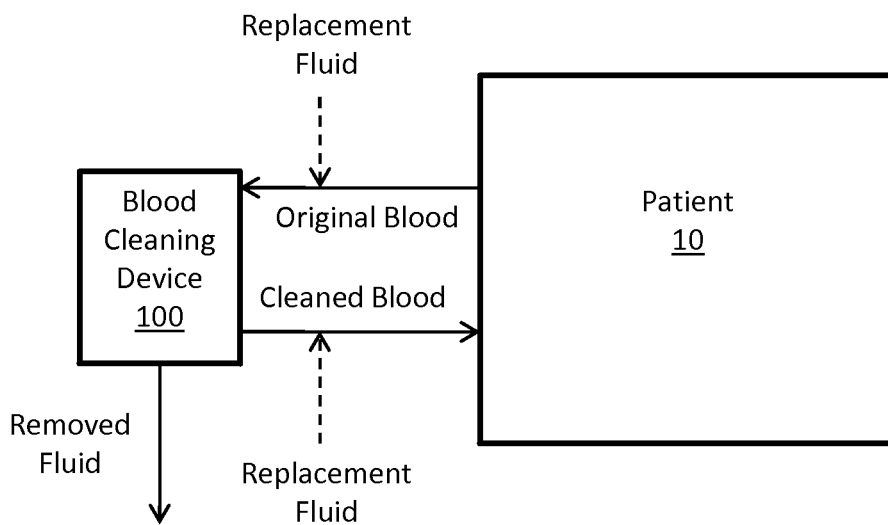 Replacement
Fluid
Blood
Cleaning
Device
100
Original Blood
Cleaned Blood
Patient
10
Removed
Fluid
Replacement
Fluid